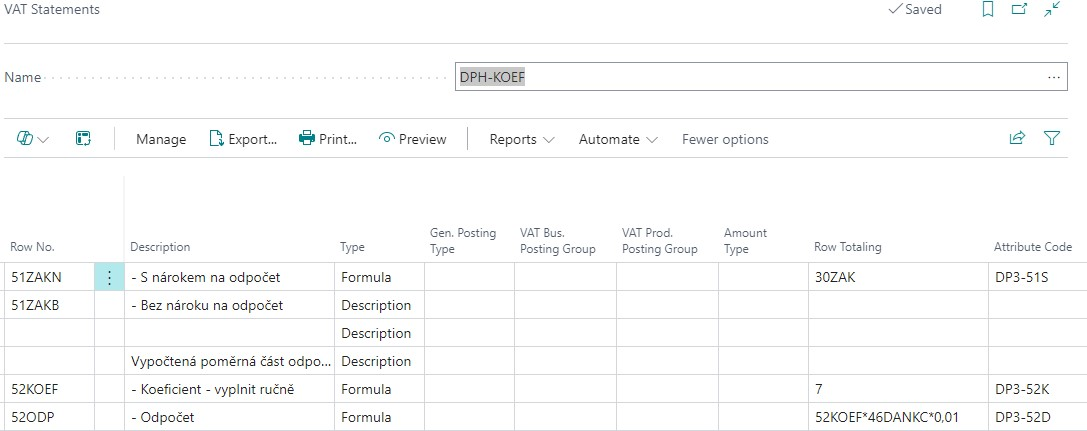 VAT Statements
Saved
Name
DPH-KOEF
Manage Export... Print... Preview Reports Automate Fewer options
Row No. Description Type Gen. Posting Type VAT Bus. Posting Group VAT Prod. Posting Group Amount Type Row Totaling Attribute Code
51ZAKN - S nárokem na odpočet Formula 30ZAK DP3-51S
51ZAKB - Bez nároku na odpočet Description
Description
Vypočtená poměrná část odpo... Description
52KOEF - Koeficient - vyplnit ručně Formula 7 DP3-52K
52ODP - Odpočet Formula 52KOEF*46DANKC*0,01 DP3-52D